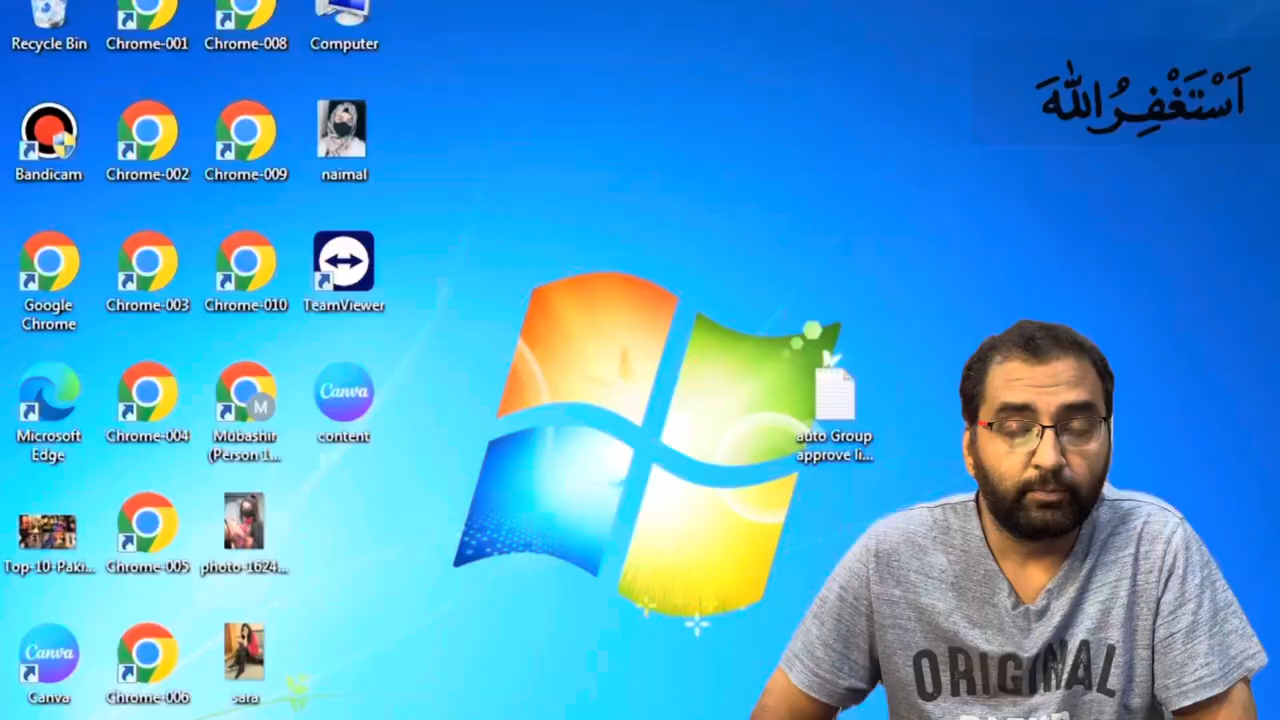 Recycle Bin
Chrome-001
Chrome-008
Computer
أَسْتَغْفِرُ اللّٰهَ
Bandicam
Chrome-002
Chrome-009
naimal
Google
Chrome
Chrome-003
Chrome-010
TeamViewer
Microsoft
Edge
Chrome-004
M
Mubashir
(Person 1...
Canva
content
auto Group
approve li...
Top-10-Paki...
Chrome-005
photo-1624...
Canva
Canva
Chrome-006
sara
ORIGINAL